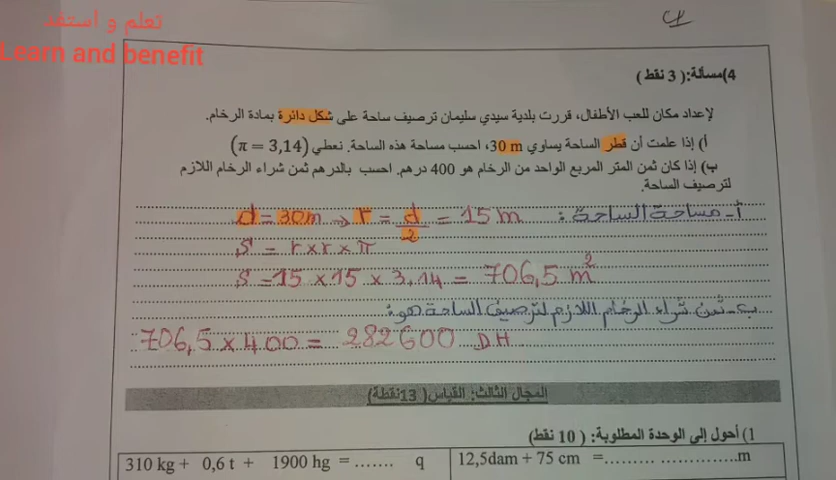 تعلم و أستفد
Learn and benefit
4)مسألة: ( 3 نقط )
لإعداد مكان للعب الأطفال، قررت بلدية سيدي سليمان ترصيف ساحة على شكل دائرة بمادة الرخام.
أ) إذا علمت أن قطر الساحة يساوي 30 m، احسب مساحة هذه الساحة. نعطي (π = 3,14)
ب) إذا كان ثمن المتر المربع الواحد من الرخام هو 400 درهم. احسب بالدرهم ثمن شراء الرخام اللازم
لترصيف الساحة.
أ- مساحة الساحة : d = 30m → r = d/2 = 15 m
S = r x r x π
S = 15 x 15 x 3,14 = 706,5 m²
ب- ثمن شراء الرخام اللازم لترصيف الساحة هو:
706,5 x 400 = 282600 DH
المجال الثالث: القياس( 13نقطة)
1) أحول إلى الوحدة المطلوبة: ( 10 نقط)
310 kg + 0,6 t + 1900 hg = ....... q
12,5dam + 75 cm =......... ..............m